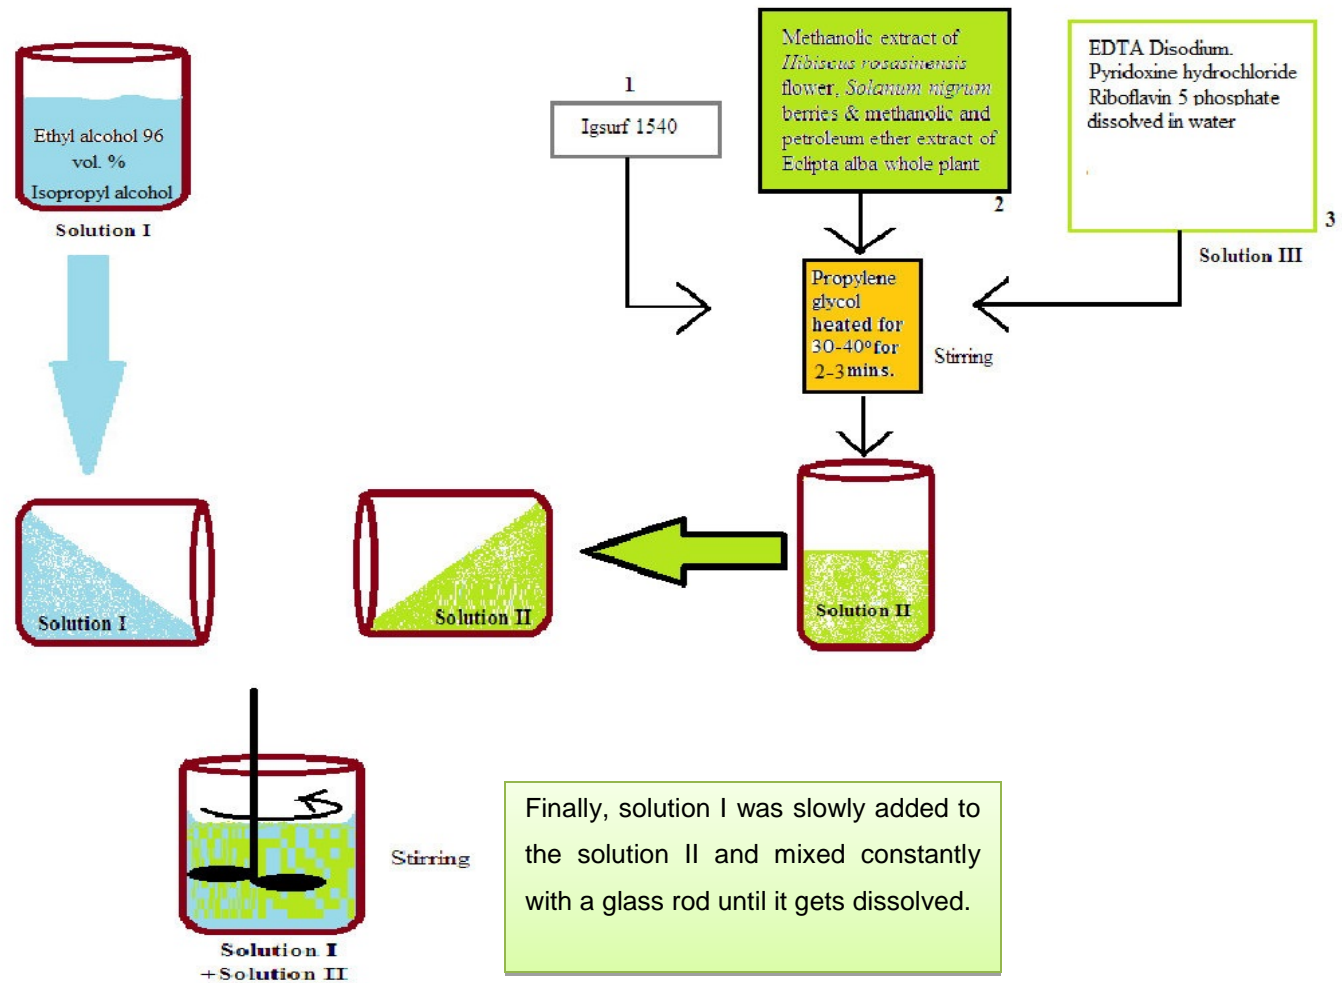 Ethyl alcohol 96
vol. %
Isopropyl alcohol
Solution I
1
Igsurf 1540
Methanolic extract of
Hibiscus rosasinensis
flower, Solanum nigrum
berries & methanolic and
petroleum ether extract of
Eclipta alba whole plant
2
EDTA Disodium.
Pyridoxine hydrochloride
Riboflavin 5 phosphate
dissolved in water
3
Solution III
Propylene
glycol
heated for
30-40° for
2-3 mins.
Stirring
Solution I
Solution II
Solution II
Stirring
Solution I
+Solution II
Finally, solution I was slowly added to
the solution II and mixed constantly
with a glass rod until it gets dissolved.